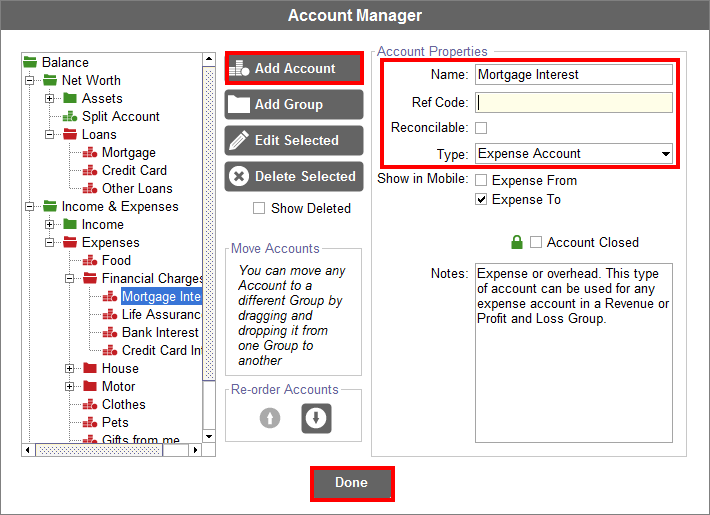 Account Manager
Balance
Net Worth
Assets
Split Account
Loans
Mortgage
Credit Card
Other Loans
Income & Expenses
Income
Expenses
Food
Financial Charges
Mortgage Inte
Life Assuranc
Bank Interest
Credit Card Int
House
Motor
Clothes
Pets
Gifts from me
Add Account
Add Group
Edit Selected
Delete Selected
Show Deleted
Move Accounts
You can move any
Account to a
different Group by
dragging and
dropping it from
one Group to
another
Re-order Accounts
Account Properties
Name: Mortgage Interest
Ref Code:
Reconcilable:
Type: Expense Account
Show in Mobile: Expense From
Expense To
Account Closed
Notes: Expense or overhead. This type
of account can be used for any
expense account in a Revenue or
Profit and Loss Group.
Done